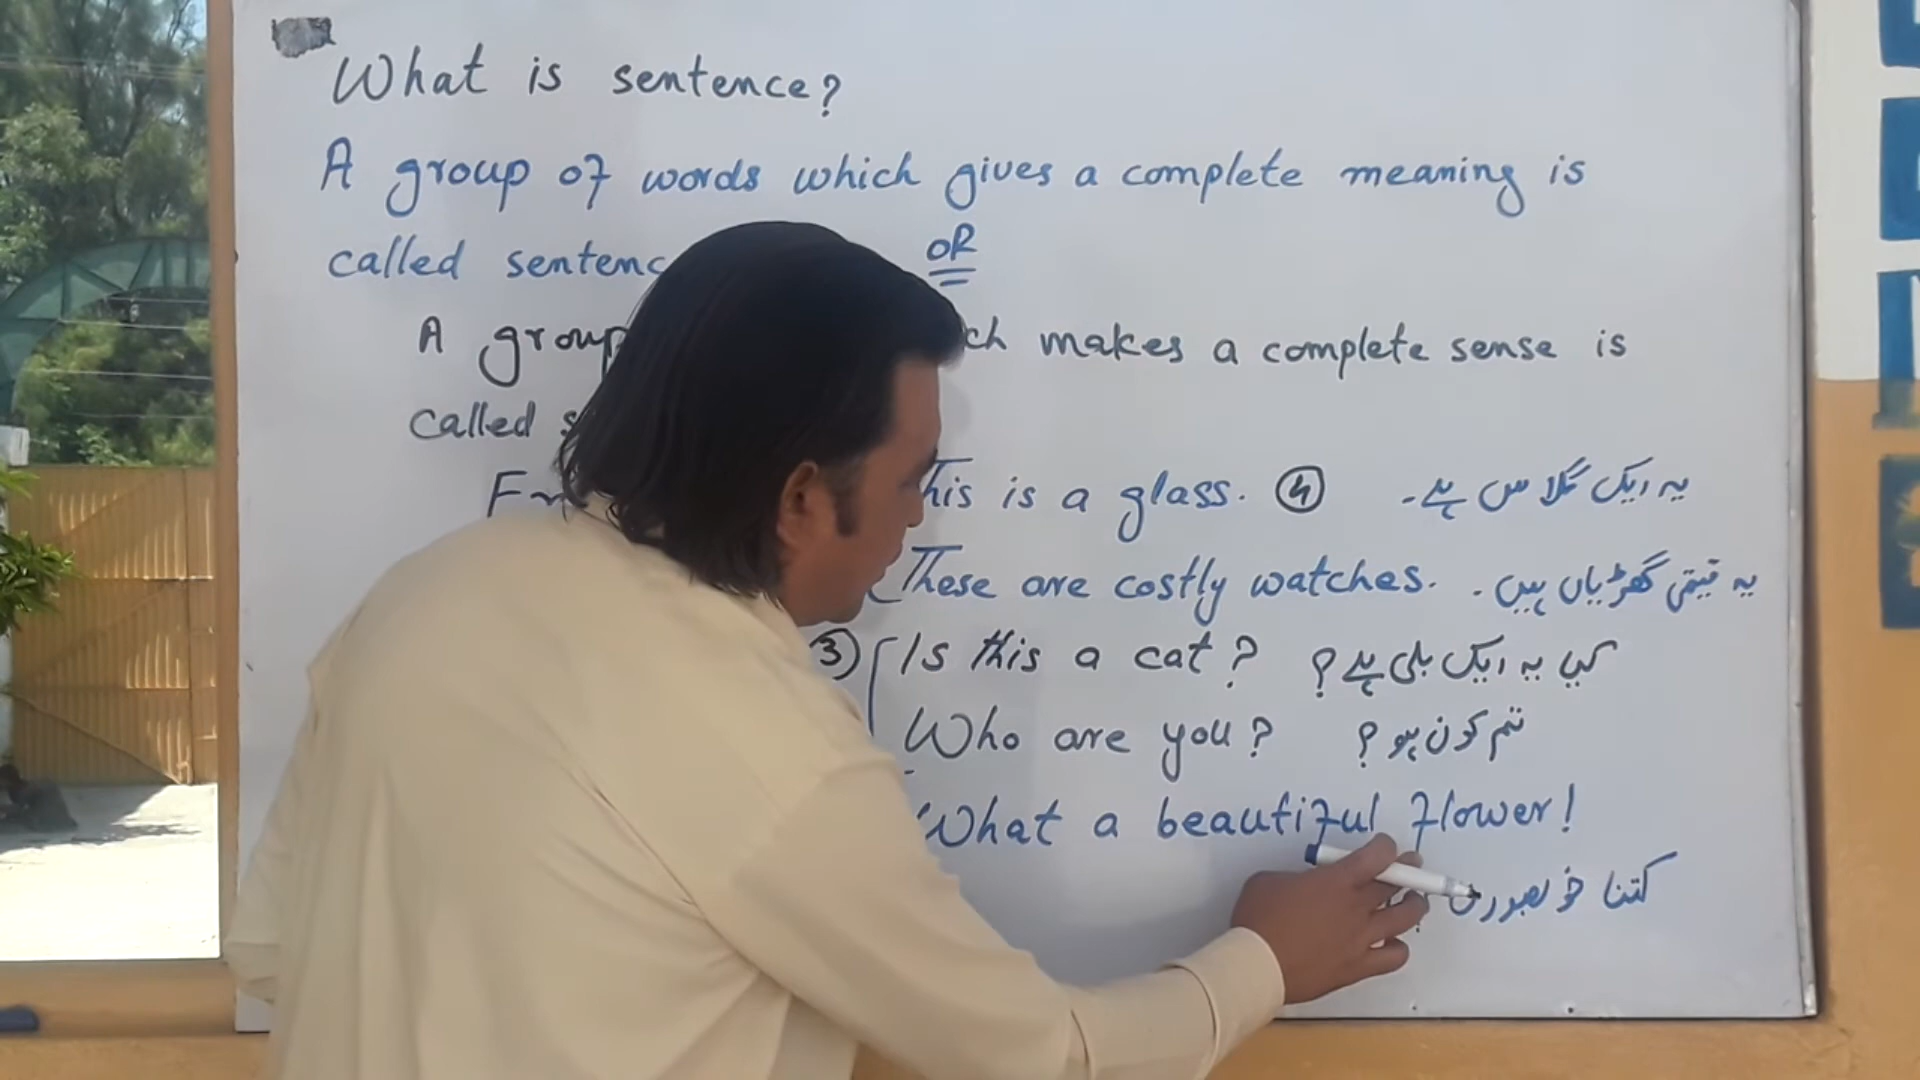 What is sentence?
A group of words which gives a complete meaning is
called sentenc OR
A group ch makes a complete sense is
called s
his is a glass. ④ یہ ایک گلاس ہے۔
These are costly watches. یہ قیمتی گھڑیاں ہیں۔
③ Is this a cat? کیا یہ ایک بلی ہے؟
Who are you? تم کون ہو؟
What a beautiful flower!
کتنا خوبصورت